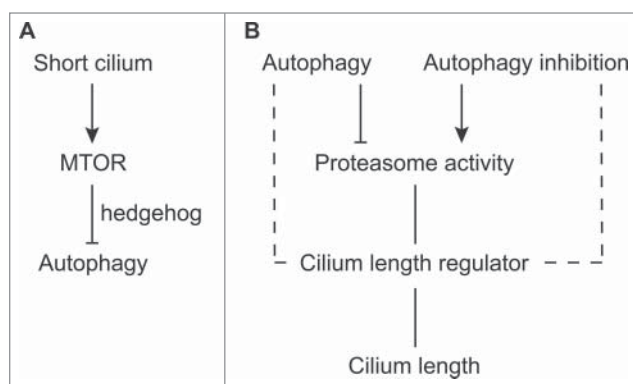 A
Short cilium
MTOR
hedgehog
Autophagy
B
Autophagy
Autophagy inhibition
Proteasome activity
Cilium length regulator
Cilium length